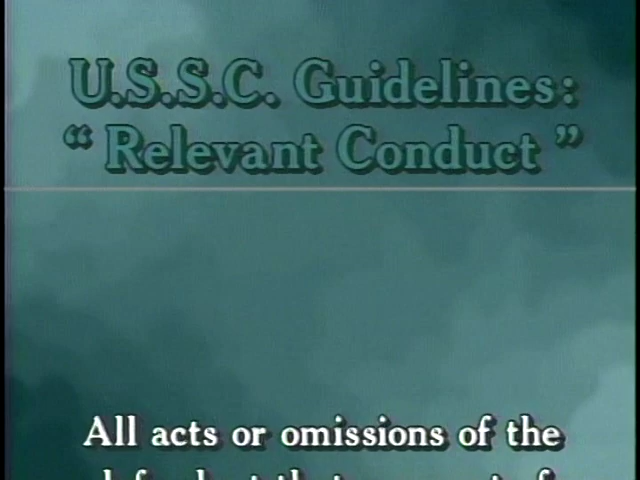 U.S.S.C. Guidelines:
“ Relevant Conduct ”
All acts or omissions of the